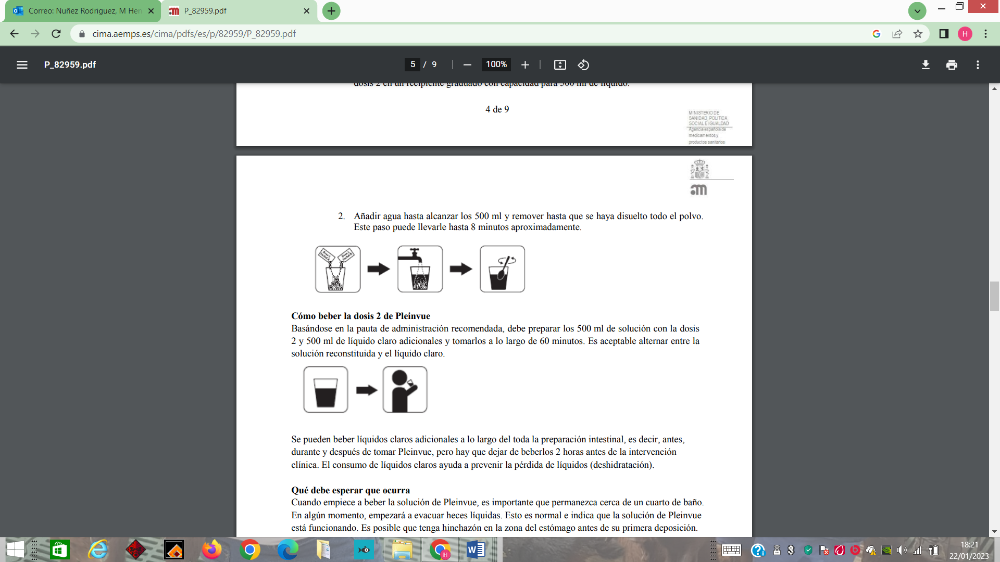 Correo: Nuñez Rodriguez, M Hen
P_82959.pdf
cima.aemps.es/cima/pdfs/es/p/82959/P_82959.pdf
H
P_82959.pdf
5 / 9
100%
dosis 2 en un recipiente graduado con capacidad para 500 ml de líquido.
4 de 9
MINISTERIO DE
SANIDAD, POLITICA
SOCIAL E IGUALDAD
Agencia española de
medicamentos y
productos sanitarios
am
2. Añadir agua hasta alcanzar los 500 ml y remover hasta que se haya disuelto todo el polvo.
Este paso puede llevarle hasta 8 minutos aproximadamente.
Cómo beber la dosis 2 de Pleinvue
Basándose en la pauta de administración recomendada, debe preparar los 500 ml de solución con la dosis
2 y 500 ml de líquido claro adicionales y tomarlos a lo largo de 60 minutos. Es aceptable alternar entre la
solución reconstituida y el líquido claro.
Se pueden beber líquidos claros adicionales a lo largo del toda la preparación intestinal, es decir, antes,
durante y después de tomar Pleinvue, pero hay que dejar de beberlos 2 horas antes de la intervención
clínica. El consumo de líquidos claros ayuda a prevenir la pérdida de líquidos (deshidratación).
Qué debe esperar que ocurra
Cuando empiece a beber la solución de Pleinvue, es importante que permanezca cerca de un cuarto de baño.
En algún momento, empezará a evacuar heces líquidas. Esto es normal e indica que la solución de Pleinvue
está funcionando. Es posible que tenga hinchazón en la zona del estómago antes de su primera deposición.
18:21
22/01/2023